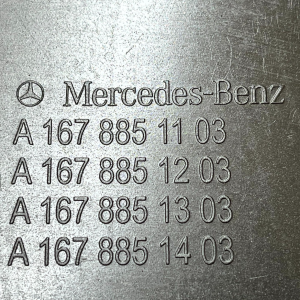 Mercedes-Benz
A 167 885 11 03
A 167 885 12 03
A 167 885 13 03
A 167 885 14 03